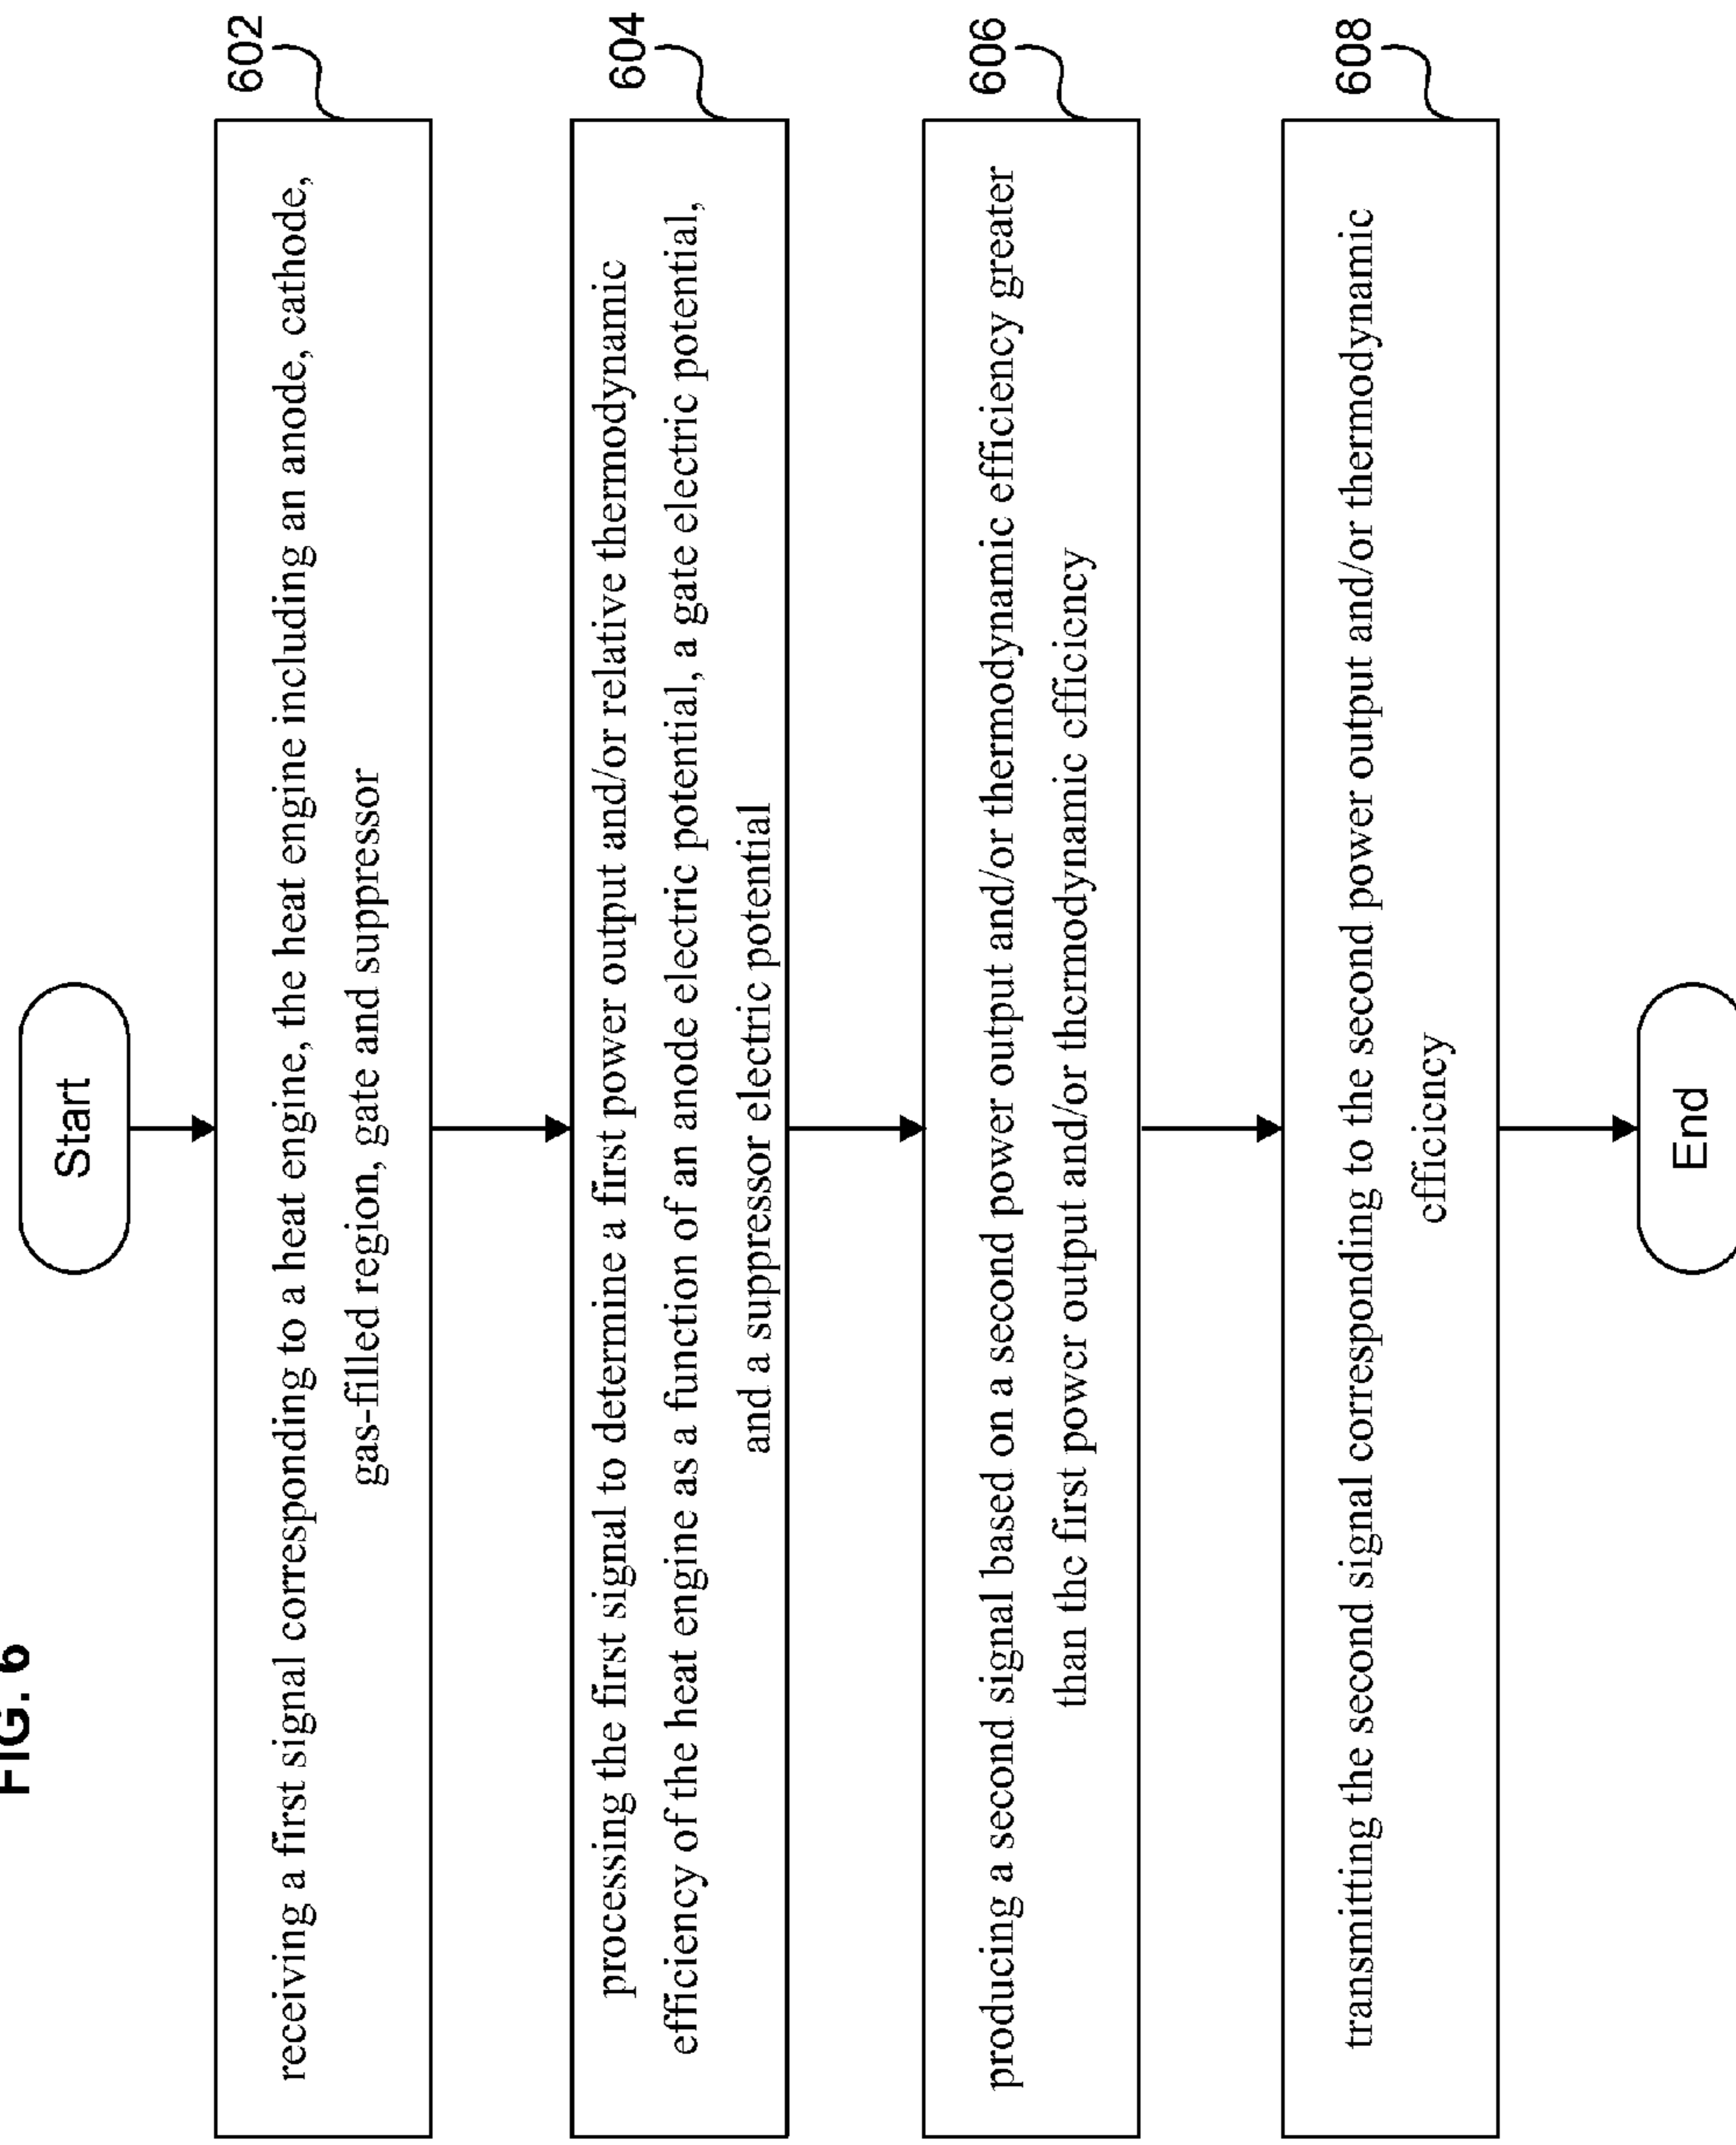 FIG. 6
Start
602
receiving a first signal corresponding to a heat engine, the heat engine including an anode, cathode,
gas-filled region, gate and suppressor
604
processing the first signal to determine a first power output and/or relative thermodynamic
efficiency of the heat engine as a function of an anode electric potential, a gate electric potential,
and a suppressor electric potential
606
producing a second signal based on a second power output and/or thermodynamic efficiency greater
than the first power output and/or thermodynamic efficiency
608
transmitting the second signal corresponding to the second power output and/or thermodynamic
efficiency
End